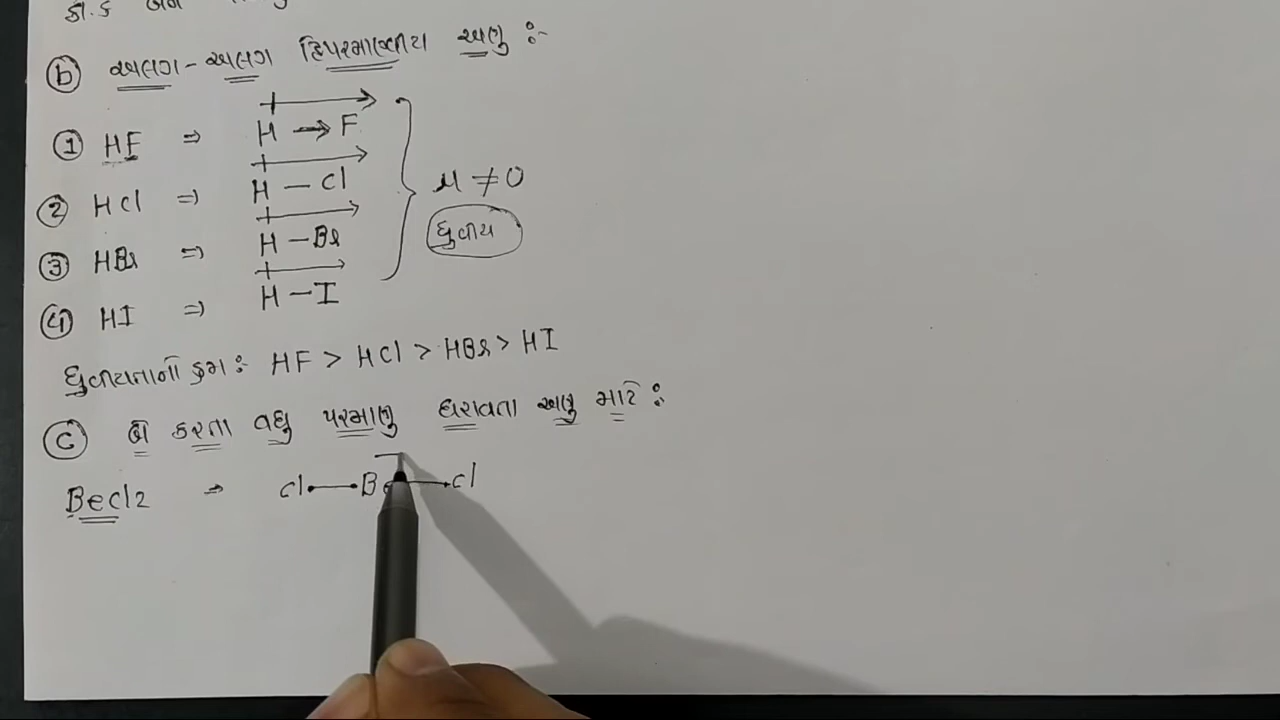 ⓑ અલગ - અલગ દ્વિપરમાણ્વીય અણુ :-
① HF ⇒ H → F
② HCl ⇒ H – Cl
③ HBr ⇒ H – Br
④ HI ⇒ H – I
μ ≠ 0
ધ્રુવીય
ધ્રુવીયતાનો ક્રમ : HF > HCl > HBr > HI
Ⓒ બે કરતા વધુ પરમાણુ ધરાવતા અણુ માટે :
BeCl2 ⇒ Cl – Be – Cl